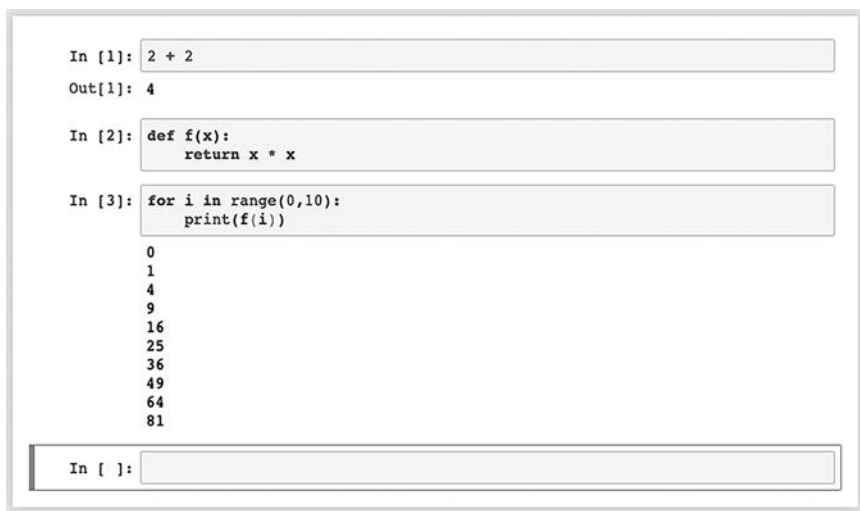 In [1]: 2 + 2
Out[1]: 4
In [2]: def f(x):
    return x * x
In [3]: for i in range(0,10):
    print(f(i))
0
1
4
9
16
25
36
49
64
81
In [ ]: